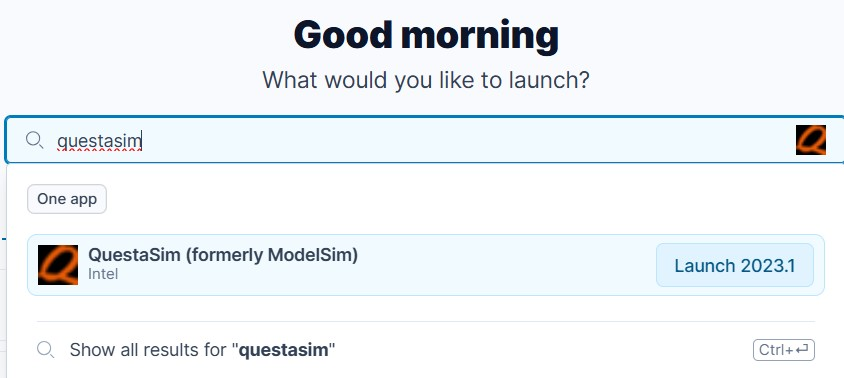 Good morning
What would you like to launch?
questasim
One app
QuestaSim (formerly ModelSim)
Intel
Launch 2023.1
Show all results for "questasim"
Ctrl+↵